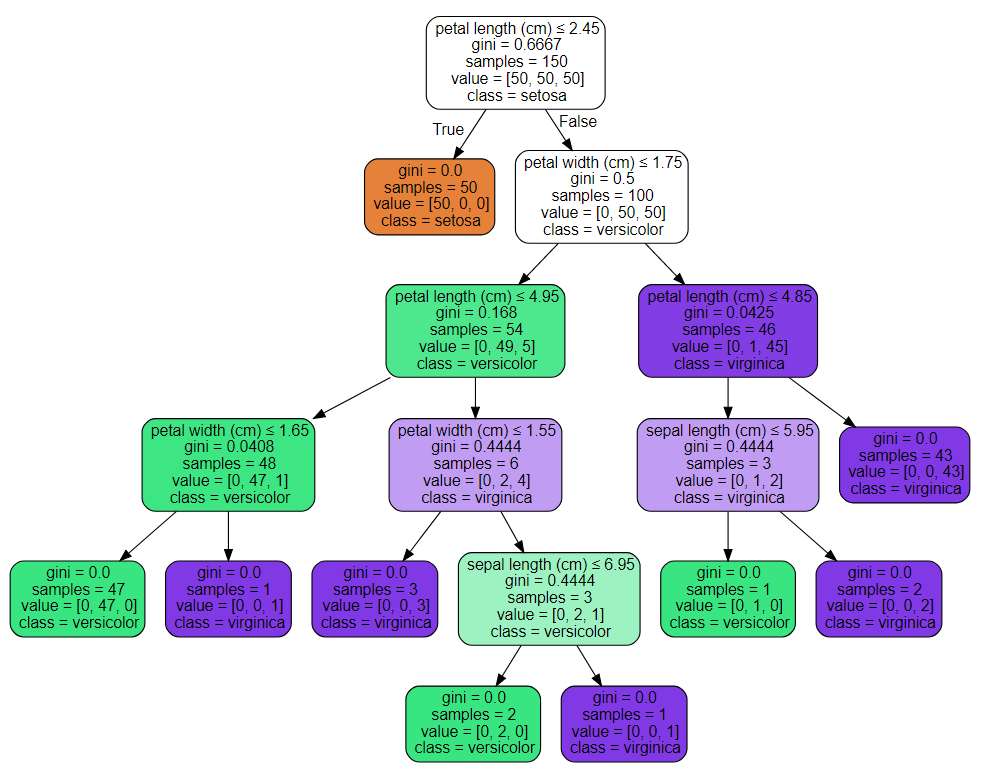 petal length (cm) ≤ 2.45
gini = 0.6667
samples = 150
value = [50, 50, 50]
class = setosa
True
False
gini = 0.0
samples = 50
value = [50, 0, 0]
class = setosa
petal width (cm) ≤ 1.75
gini = 0.5
samples = 100
value = [0, 50, 50]
class = versicolor
petal length (cm) ≤ 4.95
gini = 0.168
samples = 54
value = [0, 49, 5]
class = versicolor
petal length (cm) ≤ 4.85
gini = 0.0425
samples = 46
value = [0, 1, 45]
class = virginica
petal width (cm) ≤ 1.65
gini = 0.0408
samples = 48
value = [0, 47, 1]
class = versicolor
petal width (cm) ≤ 1.55
gini = 0.4444
samples = 6
value = [0, 2, 4]
class = virginica
sepal length (cm) ≤ 5.95
gini = 0.4444
samples = 3
value = [0, 1, 2]
class = virginica
gini = 0.0
samples = 43
value = [0, 0, 43]
class = virginica
gini = 0.0
samples = 47
value = [0, 47, 0]
class = versicolor
gini = 0.0
samples = 1
value = [0, 0, 1]
class = virginica
gini = 0.0
samples = 3
value = [0, 0, 3]
class = virginica
sepal length (cm) ≤ 6.95
gini = 0.4444
samples = 3
value = [0, 2, 1]
class = versicolor
gini = 0.0
samples = 1
value = [0, 1, 0]
class = versicolor
gini = 0.0
samples = 2
value = [0, 0, 2]
class = virginica
gini = 0.0
samples = 2
value = [0, 2, 0]
class = versicolor
gini = 0.0
samples = 1
value = [0, 0, 1]
class = virginica